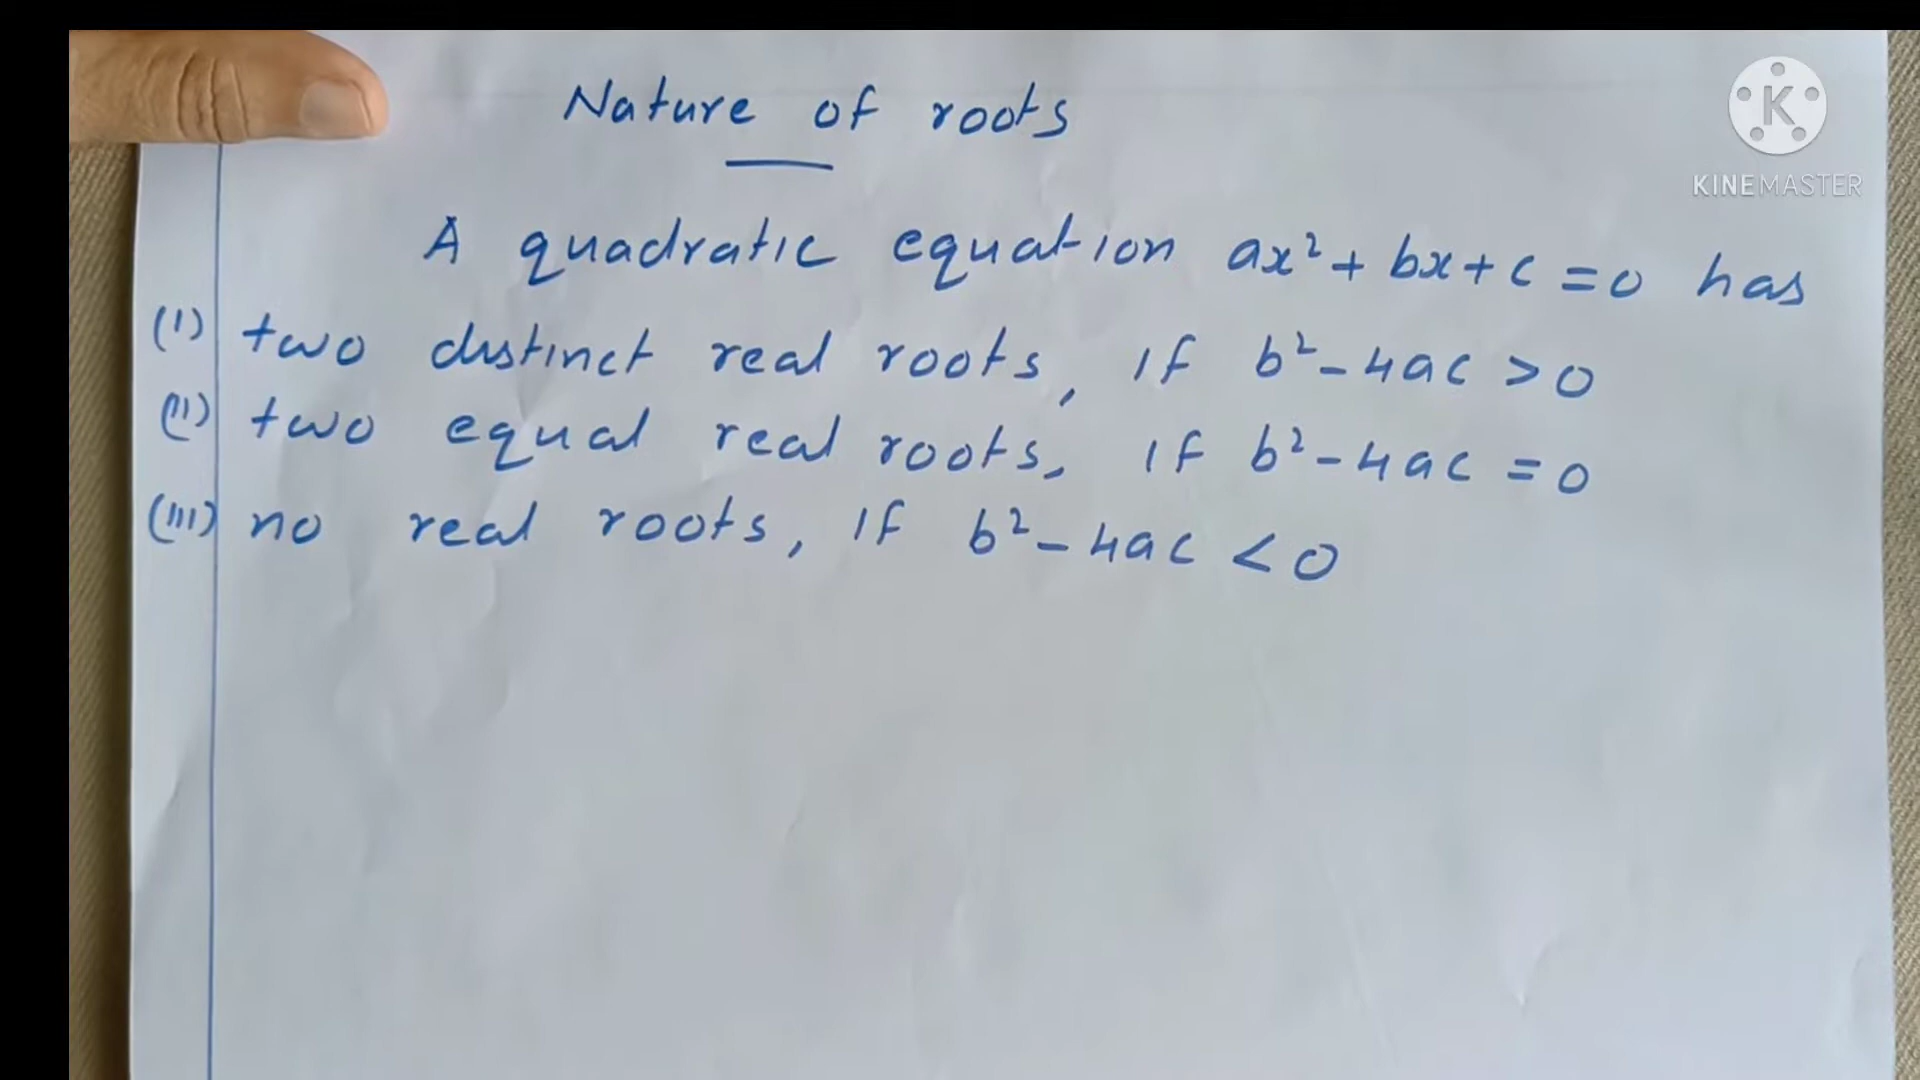 Nature of roots
K
KINEMASTER
A quadratic equation ax² + bx + c = 0 has
(i) two distinct real roots, if b² - 4ac > 0
(ii) two equal real roots, if b² - 4ac = 0
(iii) no real roots, if b² - 4ac < 0